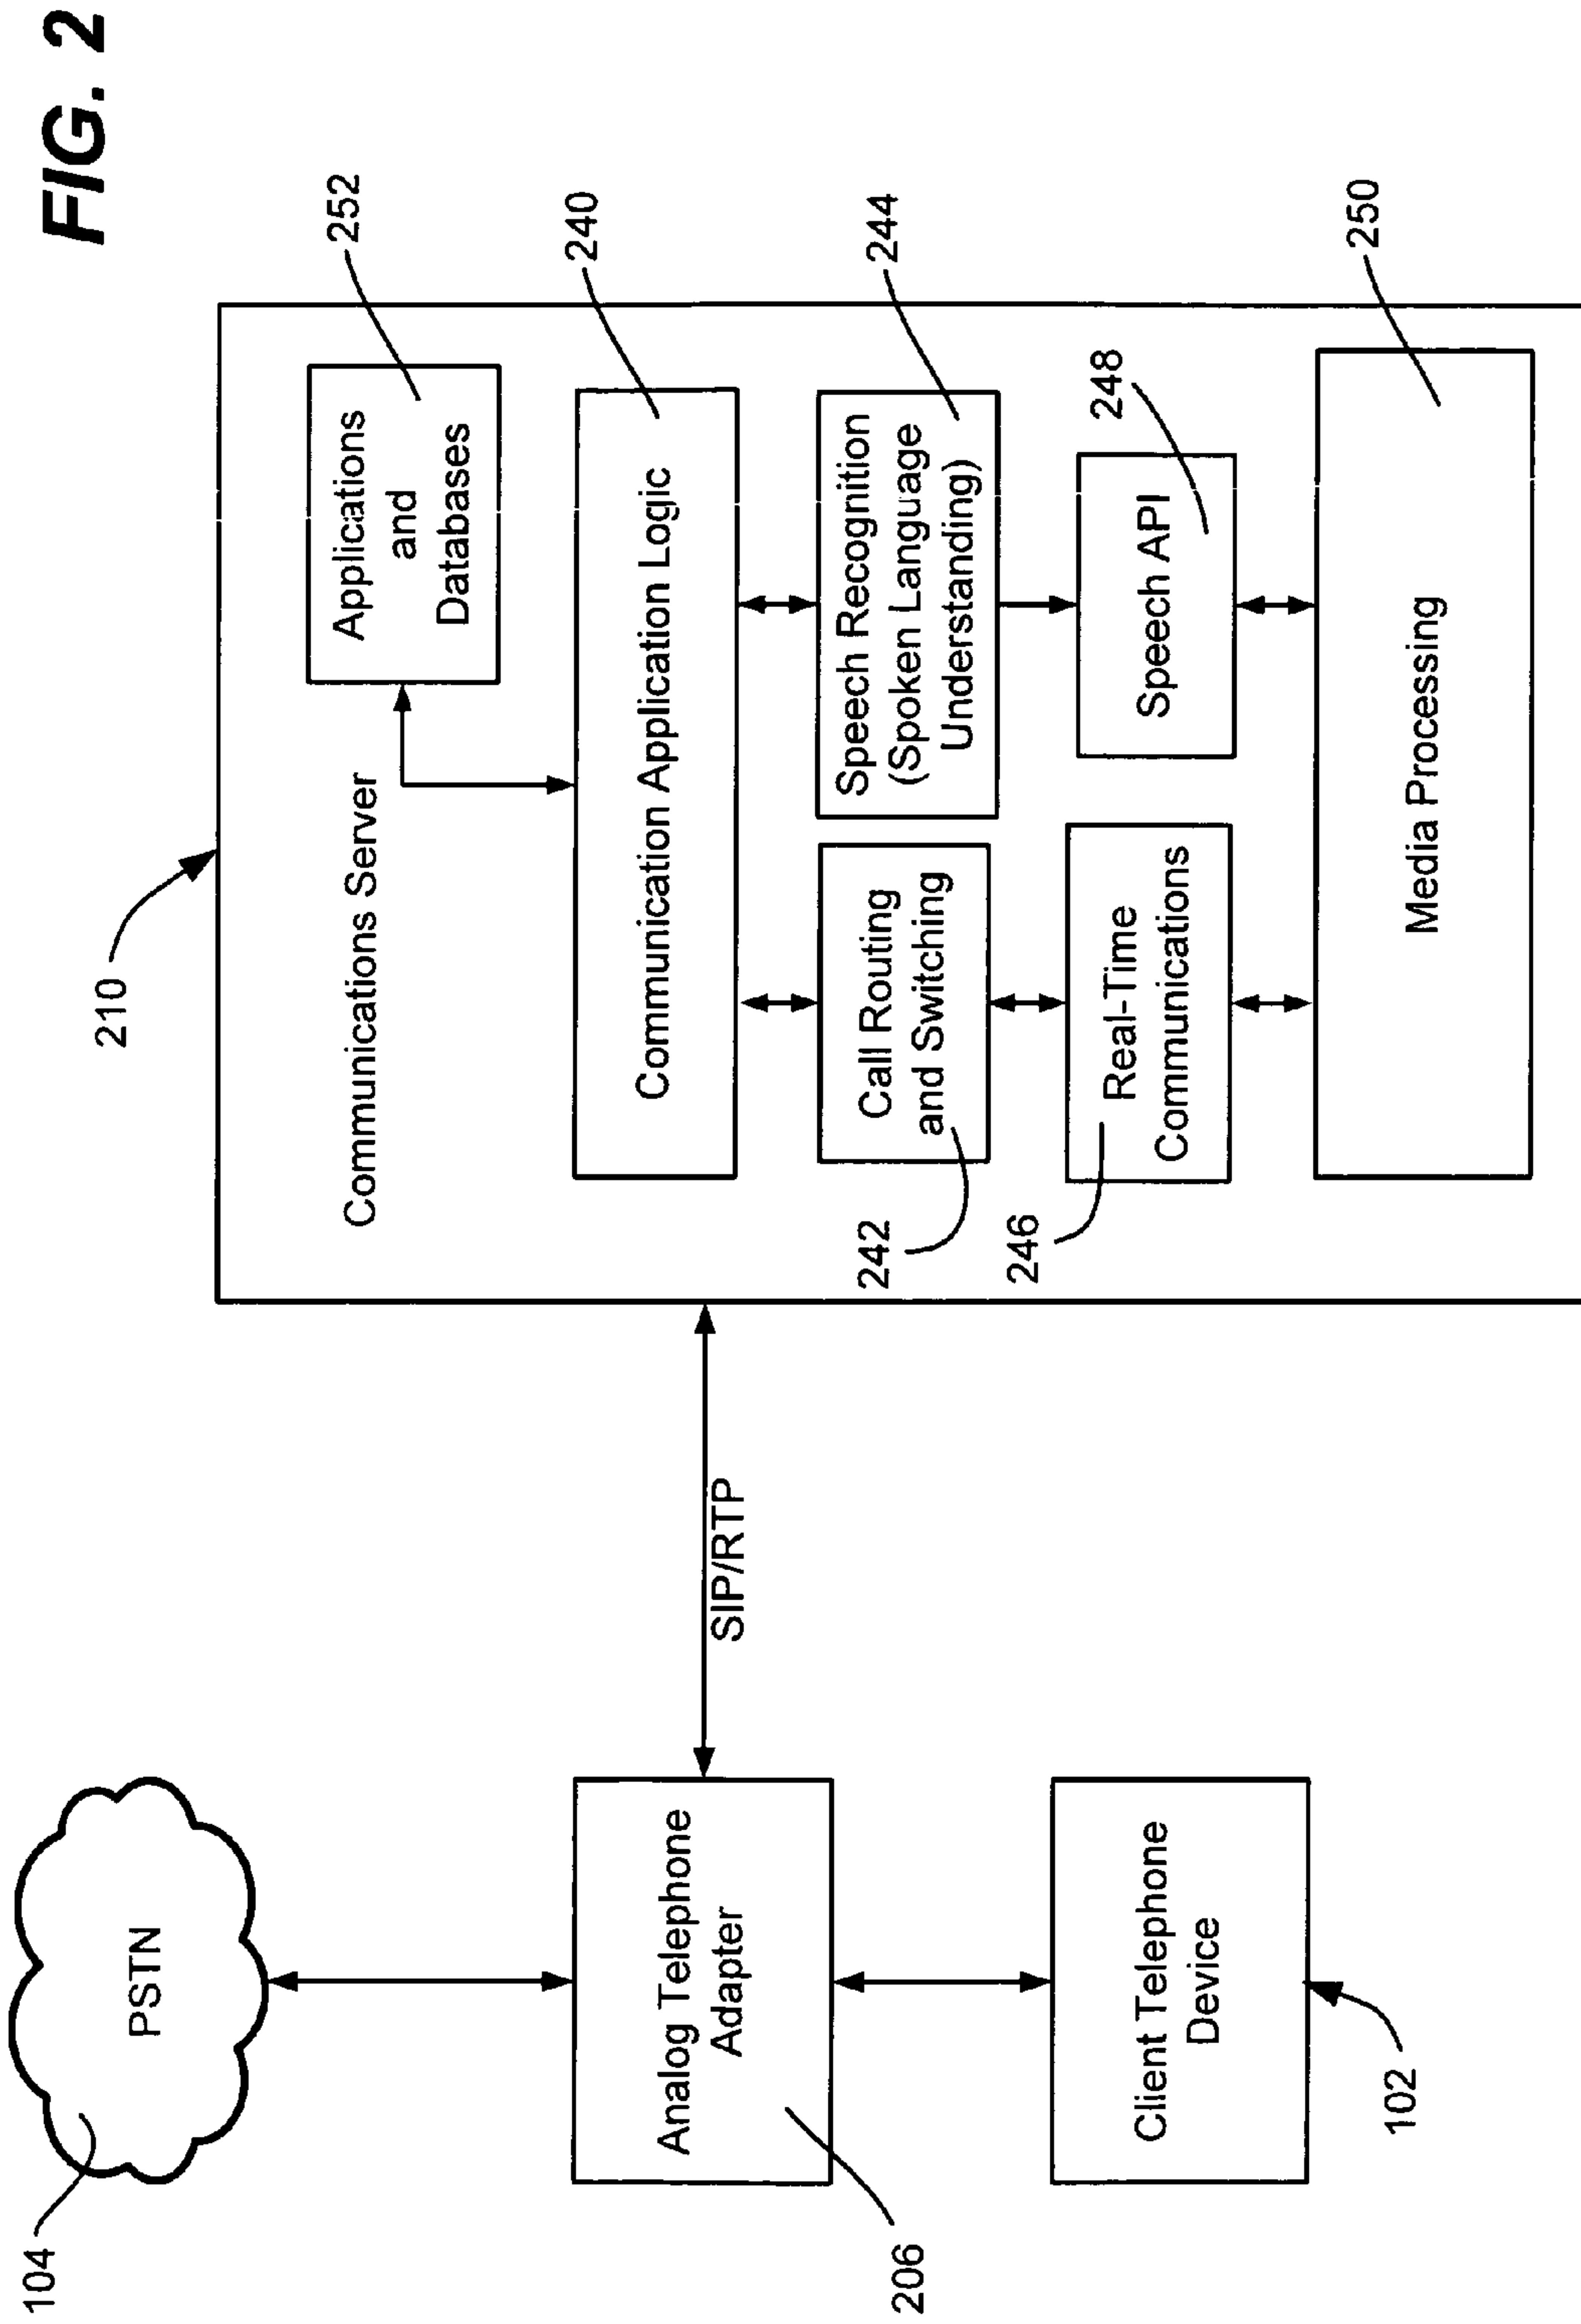 FIG. 2
104
PSTN
Analog Telephone
Adapter
206
Client Telephone
Device
102
SIP/RTP
210
Communications Server
Applications
and
Databases
252
Communication Application Logic
240
Call Routing
and Switching
242
Speech Recognition
(Spoken Language
Understanding)
244
Real-Time
Communications
246
Speech API
248
Media Processing
250